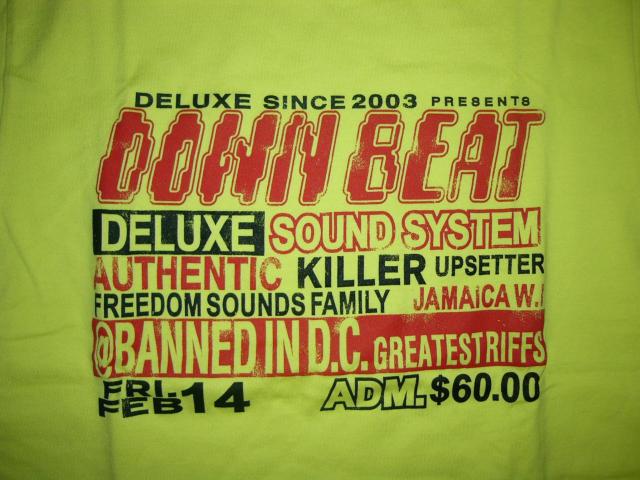 DELUXE SINCE 2003 PRESENTS
DOWN BEAT
DELUXE SOUND SYSTEM
AUTHENTIC KILLER UPSETTER
FREEDOM SOUNDS FAMILY JAMAICA W.I
@BANNED IN D.C. GREATEST RIFFS
FRI. FEB 14 ADM. $60.00